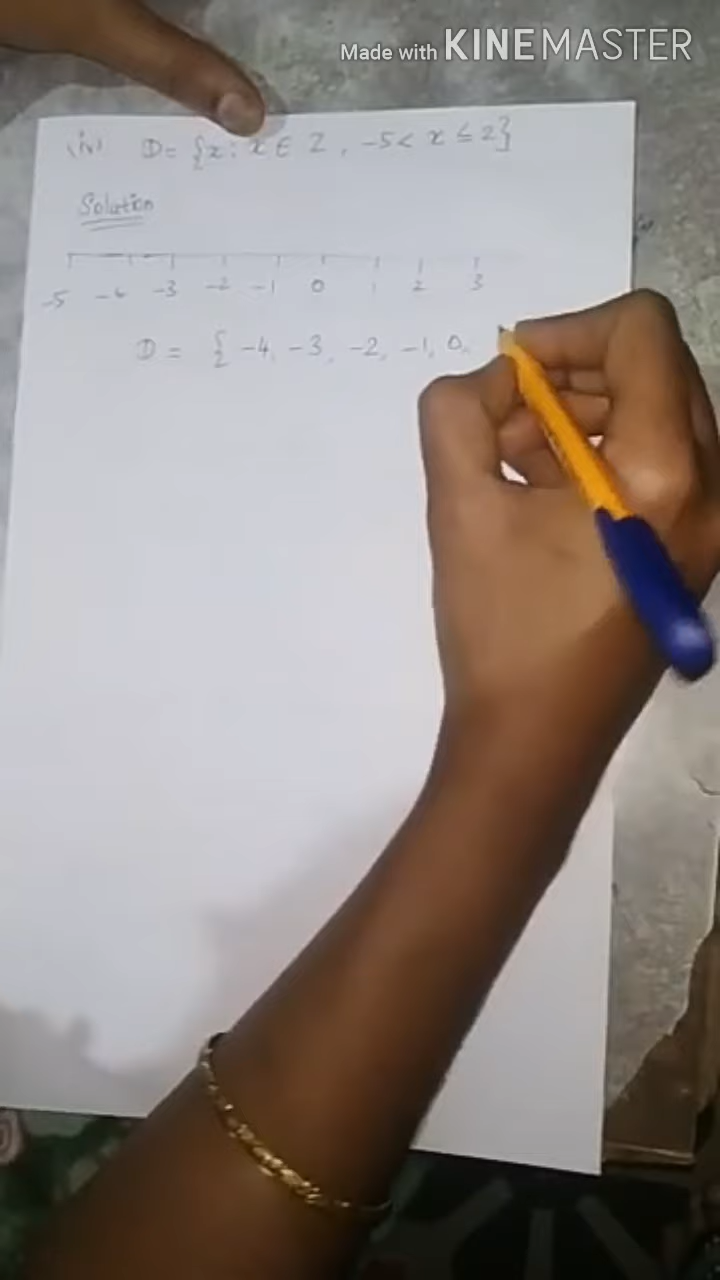 Made with KINEMASTER
(iv) D = {x : x ∈ Z, -5 < x ≤ 2}
Solution
-5 -4 -3 -2 -1 0 1 2 3
D = { -4, -3, -2, -1, 0,